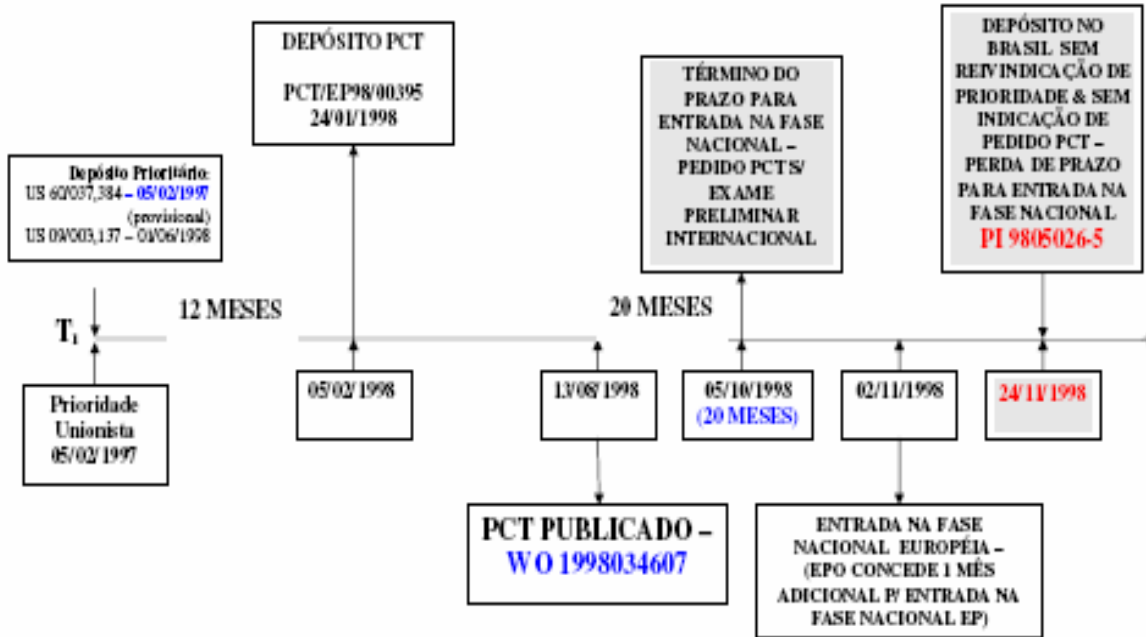 DEPÓSITO PCT
PCT/EP98/00395
24/01/1998
Depósito Prioritário:
US 60/037,384 – 05/02/1997
(provisional)
US 09/003,137 – 01/06/1998
TÉRMINO DO
PRAZO PARA
ENTRADA NA FASE
NACIONAL –
PEDIDO PCT S/
EXAME
PRELIMINAR
INTERNACIONAL
DEPÓSITO NO
BRASIL SEM
REIVINDICAÇÃO DE
PRIORIDADE & SEM
INDICAÇÃO DE
PEDIDO PCT –
PERDA DE PRAZO
PARA ENTRADA NA
FASE NACIONAL
PI 9805026-5
T1
12 MESES
20 MESES
Prioridade
Unionista
05/02/1997
05/02/1998
13/08/1998
05/10/1998
(20 MESES)
02/11/1998
24/11/1998
PCT PUBLICADO –
WO 1998034607
ENTRADA NA FASE
NACIONAL EUROPÉIA –
(EPO CONCEDE 1 MÊS
ADICIONAL P/ ENTRADA NA
FASE NACIONAL EP)